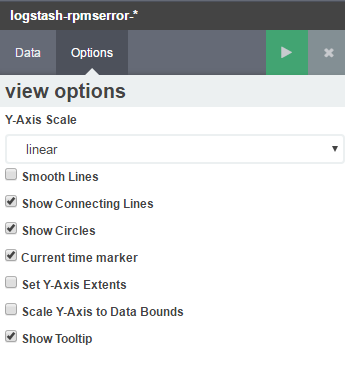 logstash-rpmserror-*
Data Options
view options
Y-Axis Scale
linear
Smooth Lines
Show Connecting Lines
Show Circles
Current time marker
Set Y-Axis Extents
Scale Y-Axis to Data Bounds
Show Tooltip